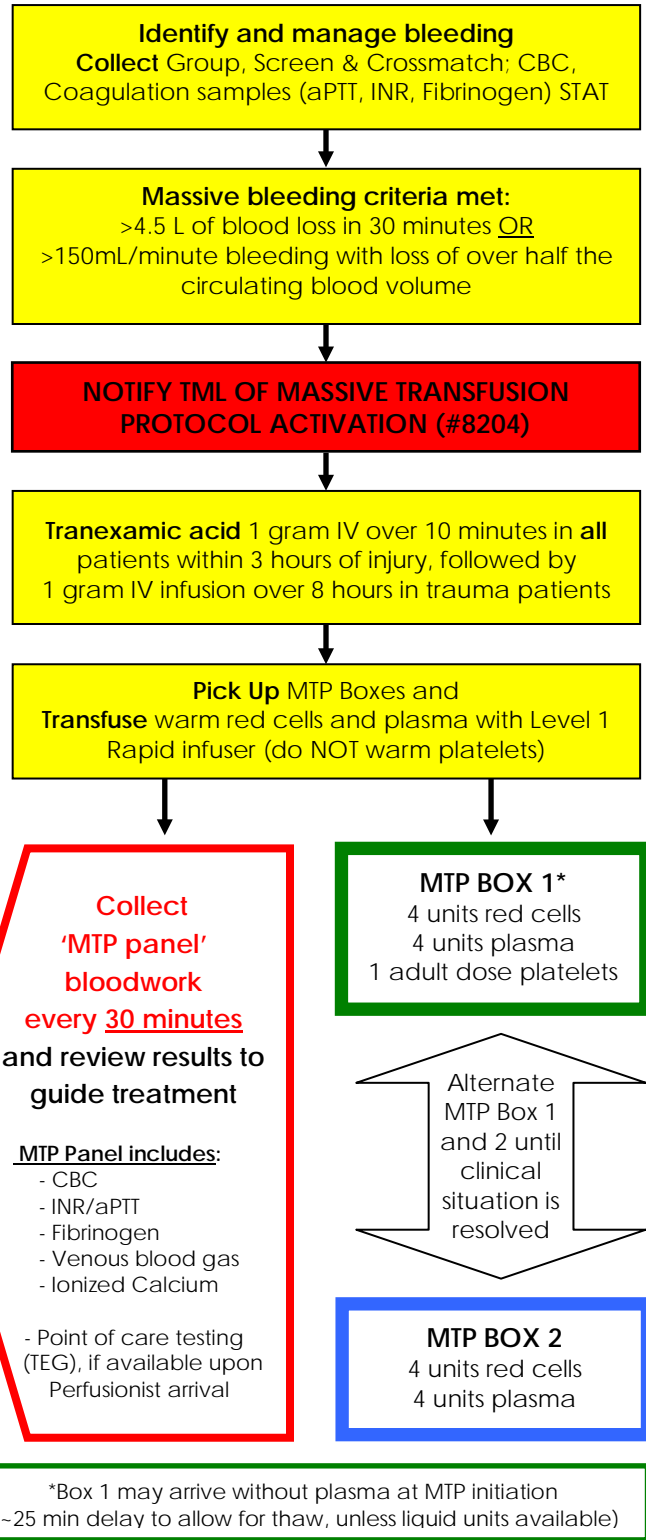 Identify and manage bleeding
Collect Group, Screen & Crossmatch; CBC,
Coagulation samples (aPTT, INR, Fibrinogen) STAT
Massive bleeding criteria met:
>4.5 L of blood loss in 30 minutes OR
>150mL/minute bleeding with loss of over half the
circulating blood volume
NOTIFY TML OF MASSIVE TRANSFUSION
PROTOCOL ACTIVATION (#8204)
Tranexamic acid 1 gram IV over 10 minutes in all
patients within 3 hours of injury, followed by
1 gram IV infusion over 8 hours in trauma patients
Pick Up MTP Boxes and
Transfuse warm red cells and plasma with Level 1
Rapid infuser (do NOT warm platelets)
Collect
'MTP panel'
bloodwork
every 30 minutes
and review results to
guide treatment
MTP Panel includes:
- CBC
- INR/aPTT
- Fibrinogen
- Venous blood gas
- Ionized Calcium
- Point of care testing
(TEG), if available upon
Perfusionist arrival
MTP BOX 1*
4 units red cells
4 units plasma
1 adult dose platelets
Alternate
MTP Box 1
and 2 until
clinical
situation is
resolved
MTP BOX 2
4 units red cells
4 units plasma
*Box 1 may arrive without plasma at MTP initiation
~25 min delay to allow for thaw, unless liquid units available)